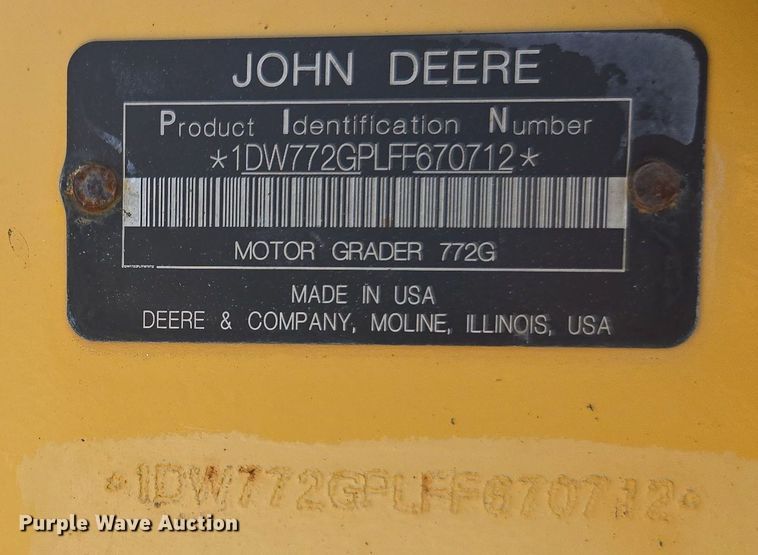 JOHN DEERE
Product Identification Number
*1DW772GPLFF670712*
MOTOR GRADER 772G
MADE IN USA
DEERE & COMPANY, MOLINE, ILLINOIS, USA
*1DW772GPLFF670712*
Purple Wave Auction